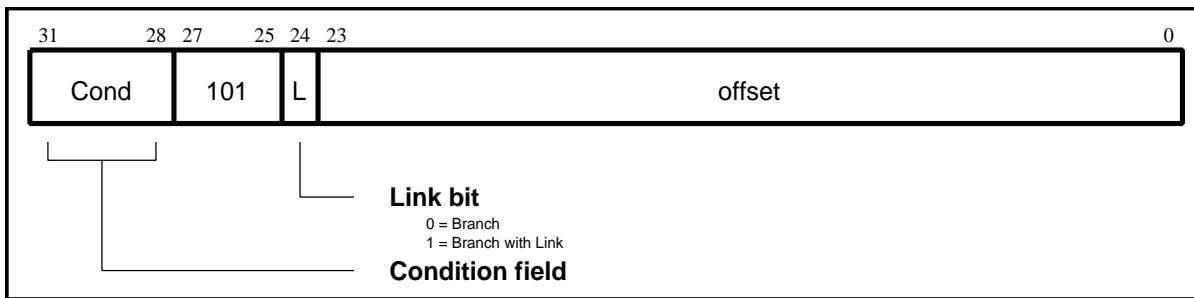 31 28 27 25 24 23 0
Cond 101 L offset
Link bit
0 = Branch
1 = Branch with Link
Condition field